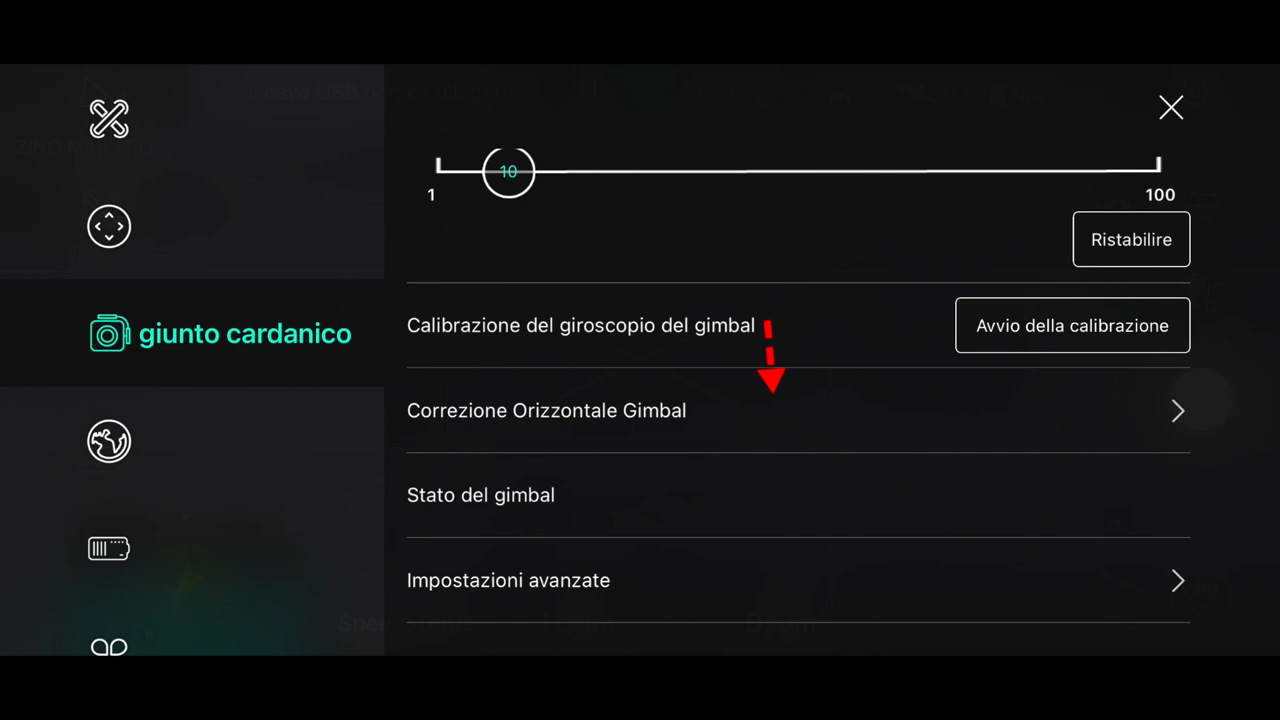 10
1
100
Ristabilire
Calibrazione del giroscopio del gimbal
Avvio della calibrazione
giunto cardanico
Correzione Orizzontale Gimbal
Stato del gimbal
Impostazioni avanzate